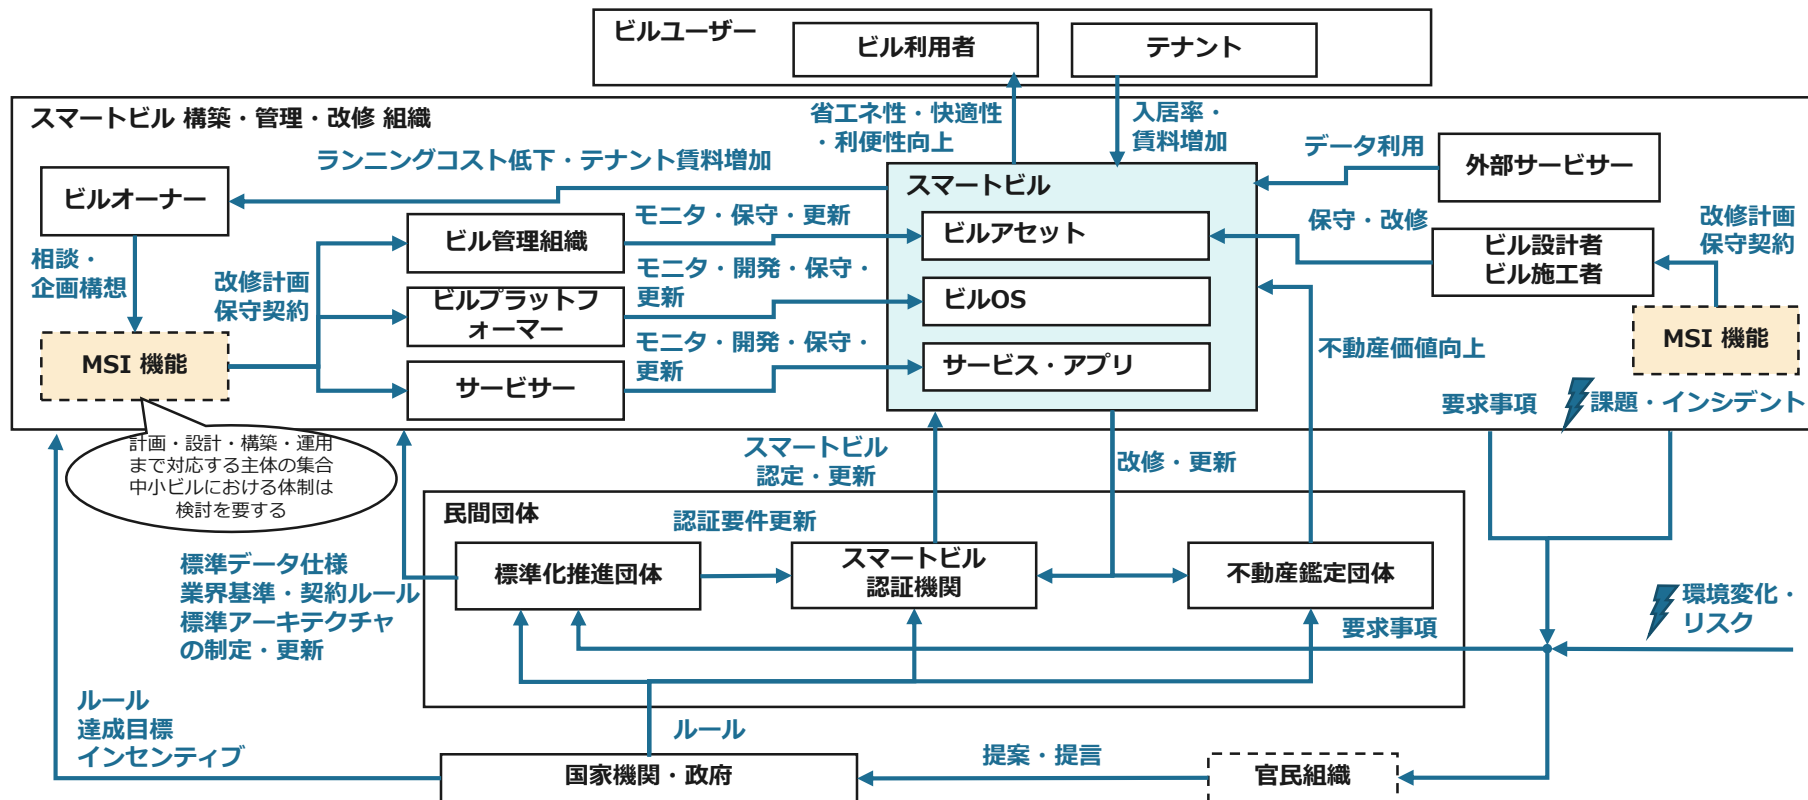 ビルユーザー
ビル利用者
テナント
スマートビル 構築・管理・改修 組織
省エネ性・快適性
・利便性向上
入居率・
賃料増加
ランニングコスト低下・テナント賃料増加
データ利用
外部サービサー
ビルオーナー
スマートビル
モニタ・保守・更新
保守・改修
改修計画
保守契約
ビル管理組織
ビルアセット
ビル設計者
ビル施工者
相談・
企画構想
改修計画
保守契約
モニタ・開発・保守・
更新
ビルプラットフ
ォーマー
ビルOS
MSI 機能
モニタ・開発・保守・
更新
不動産価値向上
MSI 機能
サービサー
サービス・アプリ
要求事項
課題・インシデント
計画・設計・構築・運用
まで対応する主体の集合
中小ビルにおける体制は
検討を要する
スマートビル
認定・更新
改修・更新
民間団体
認証要件更新
標準データ仕様
業界基準・契約ルール
標準アーキテクチャ
の制定・更新
標準化推進団体
スマートビル
認証機関
不動産鑑定団体
環境変化・
リスク
要求事項
ルール
達成目標
インセンティブ
ルール
提案・提言
国家機関・政府
官民組織